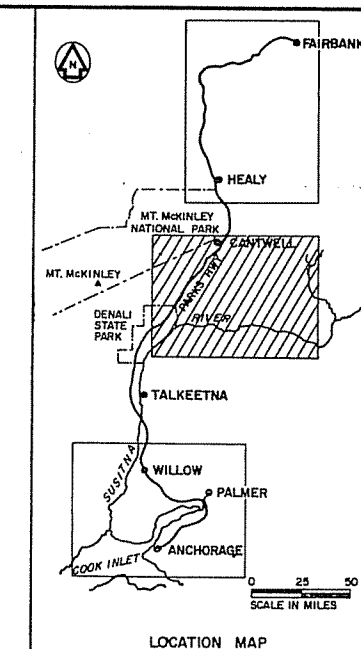 N
FAIRBANK
HEALY
MT. McKINLEY
NATIONAL PARK
CANTWELL
MT. McKINLEY
PARKS HWY
DENALI
STATE
PARK
RIVER
TALKEETNA
SUSITNA
WILLOW
PALMER
COOK INLET
ANCHORAGE
0 25 50
SCALE IN MILES
LOCATION MAP